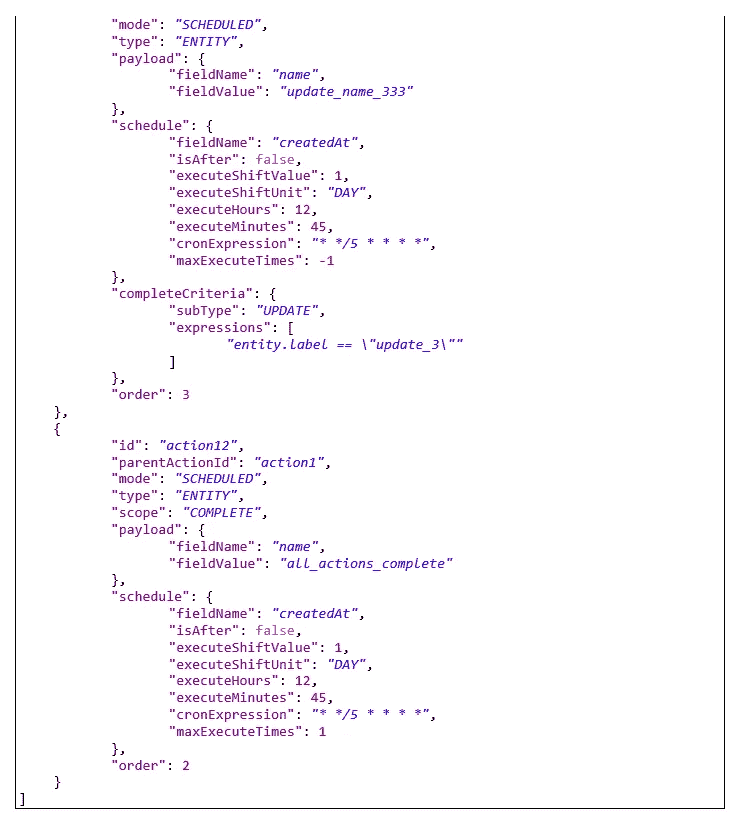 "mode": "SCHEDULED",
"type": "ENTITY",
"payload": {
"fieldName": "name",
"fieldValue": "update_name_333"
},
"schedule": {
"fieldName": "createdAt",
"isAfter": false,
"executeShiftValue": 1,
"executeShiftUnit": "DAY",
"executeHours": 12,
"executeMinutes": 45,
"cronExpression": "* */5 * * * *",
"maxExecuteTimes": -1
},
"completeCriteria": {
"subType": "UPDATE",
"expressions": [
"entity.label == \"update_3\""
]
},
"order": 3
},
{
"id": "action12",
"parentActionId": "action1",
"mode": "SCHEDULED",
"type": "ENTITY",
"scope": "COMPLETE",
"payload": {
"fieldName": "name",
"fieldValue": "all_actions_complete"
},
"schedule": {
"fieldName": "createdAt",
"isAfter": false,
"executeShiftValue": 1,
"executeShiftUnit": "DAY",
"executeHours": 12,
"executeMinutes": 45,
"cronExpression": "* */5 * * * *",
"maxExecuteTimes": 1
},
"order": 2
}
]